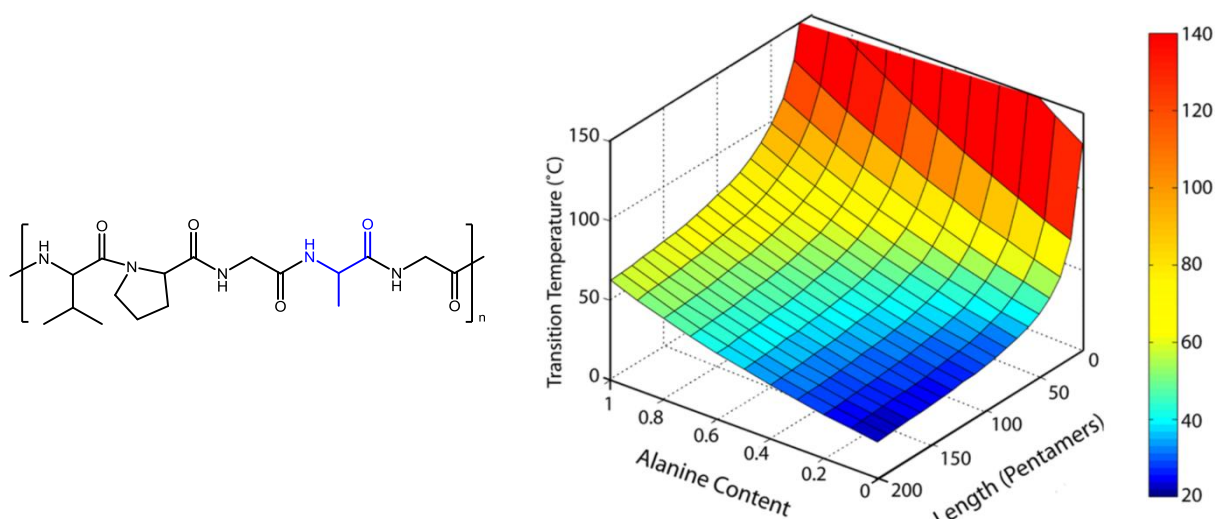 H
N
O
N
O
N
H
O
H
N
O
N
H
O
n
150
100
50
0
Transition Temperature (˚C)
1
0.8
0.6
0.4
0.2
0
Alanine Content
200
150
100
50
0
Length (Pentamers)
140
120
100
80
60
40
20